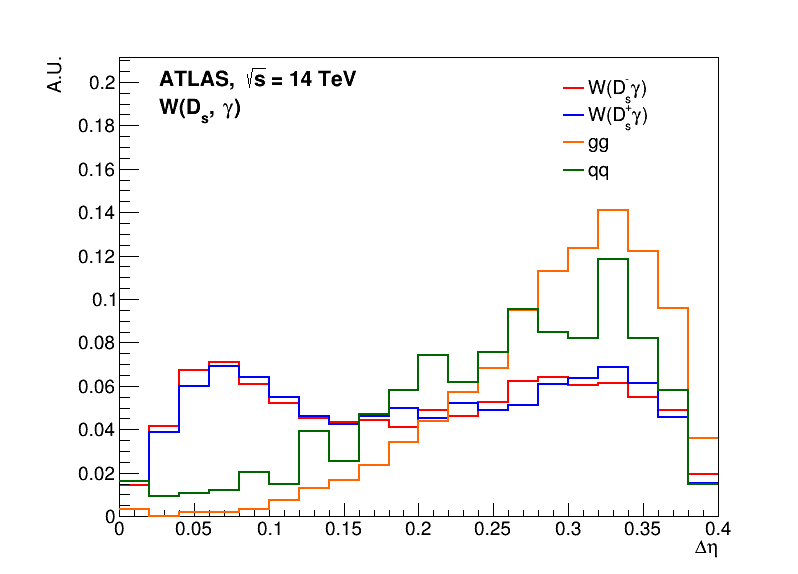 A.U.
ATLAS, √s = 14 TeV
W(D_s, γ)
W(D_s^-γ)
W(D_s^+γ)
gg
qq
0.2
0.18
0.16
0.14
0.12
0.1
0.08
0.06
0.04
0.02
0
0 0.05 0.1 0.15 0.2 0.25 0.3 0.35 0.4
Δη